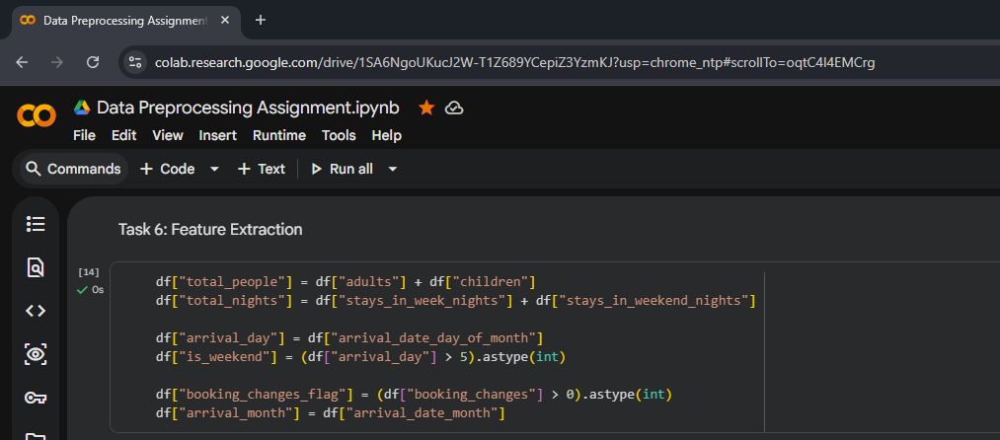 Data Preprocessing Assignment
colab.research.google.com/drive/1SA6NgoUKucJ2W-T1Z689YCepiZ3YzmKJ?usp=chrome_ntp#scrollTo=oqtC4I4EMCrg
Data Preprocessing Assignment.ipynb
File Edit View Insert Runtime Tools Help
Commands + Code + Text Run all
Task 6: Feature Extraction
[14]
0s
df["total_people"] = df["adults"] + df["children"]
df["total_nights"] = df["stays_in_week_nights"] + df["stays_in_weekend_nights"]
df["arrival_day"] = df["arrival_date_day_of_month"]
df["is_weekend"] = (df["arrival_day"] > 5).astype(int)
df["booking_changes_flag"] = (df["booking_changes"] > 0).astype(int)
df["arrival_month"] = df["arrival_date_month"]